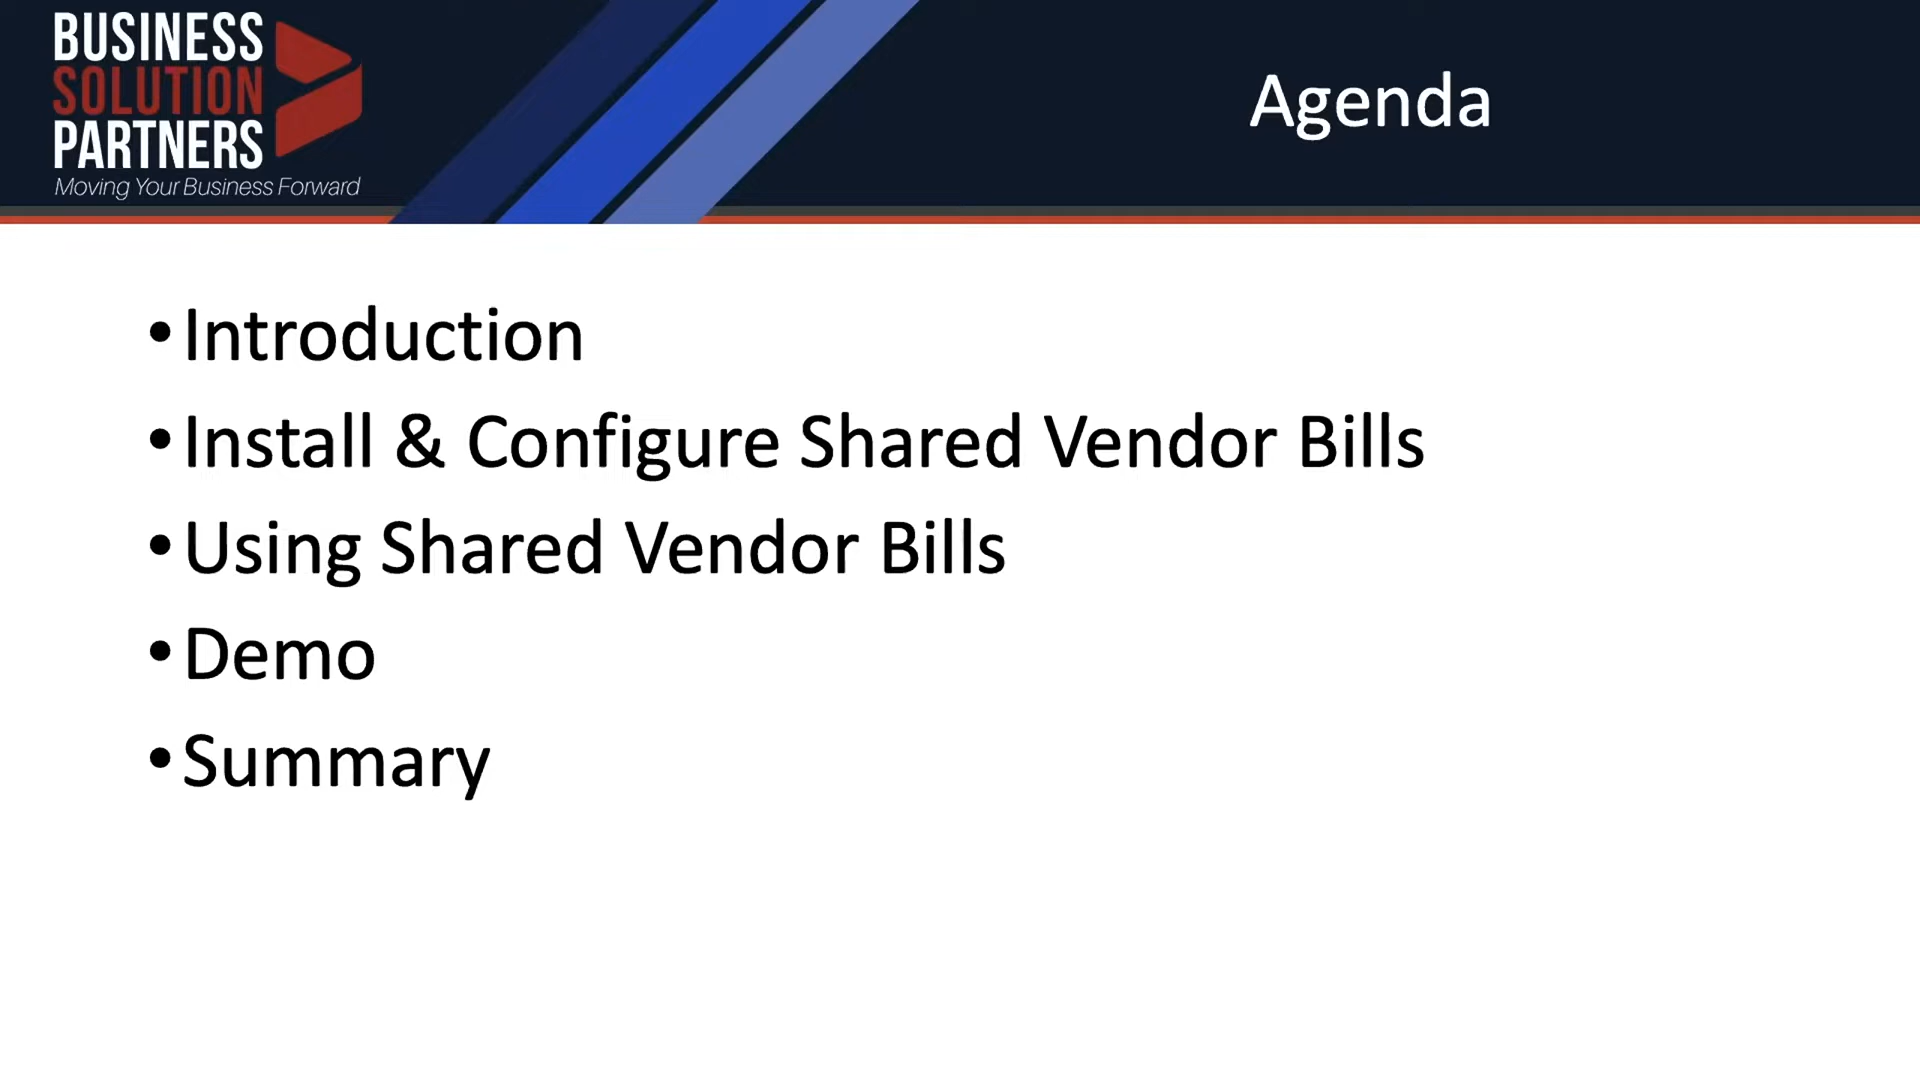 BUSINESS
SOLUTION
PARTNERS
Moving Your Business Forward
Agenda
•Introduction
•Install & Configure Shared Vendor Bills
•Using Shared Vendor Bills
•Demo
•Summary